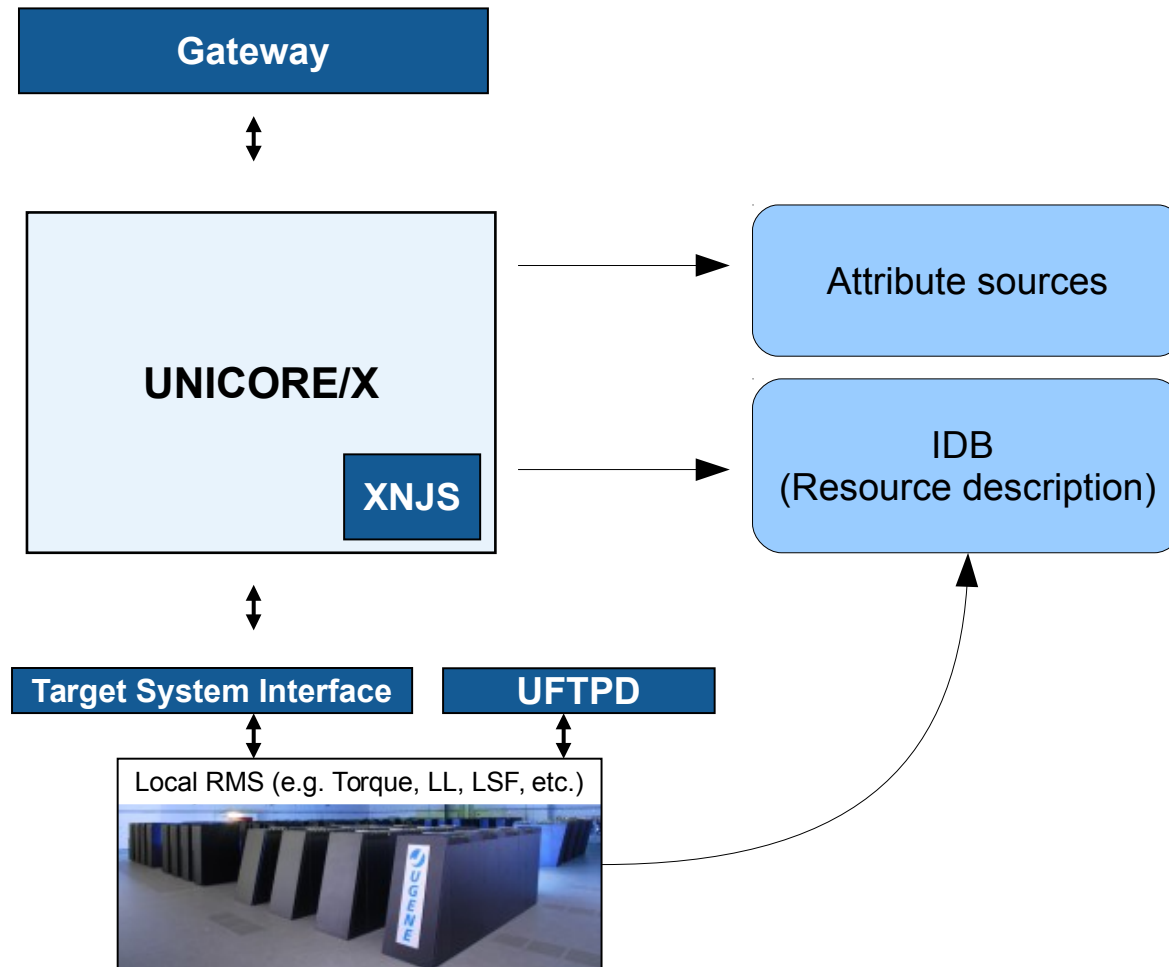 Gateway
UNICORE/X
XNJS
Attribute sources
IDB
(Resource description)
Target System Interface
UFTPD
Local RMS (e.g. Torque, LL, LSF, etc.)
JUGENE